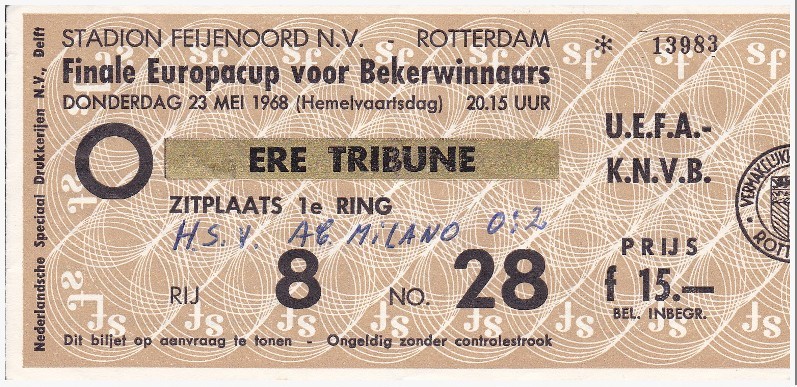 STADION FEIJENOORD N.V. - ROTTERDAM * 13983
Finale Europacup voor Bekerwinnaars
DONDERDAG 23 MEI 1968 (Hemelvaartsdag) 20.15 UUR
O ERE TRIBUNE
U.E.F.A.-
K.N.V.B.
ZITPLAATS 1e RING
H.S.V. AC MILANO 0:2
RIJ 8 NO. 28
PRIJS
f 15.—
BEL. INBEGR.
Dit biljet op aanvraag te tonen - Ongeldig zonder controlestrook
Nederlandsche Speciaal Drukkerijen N.V., Delft
VERMAKELIJK
ROTT